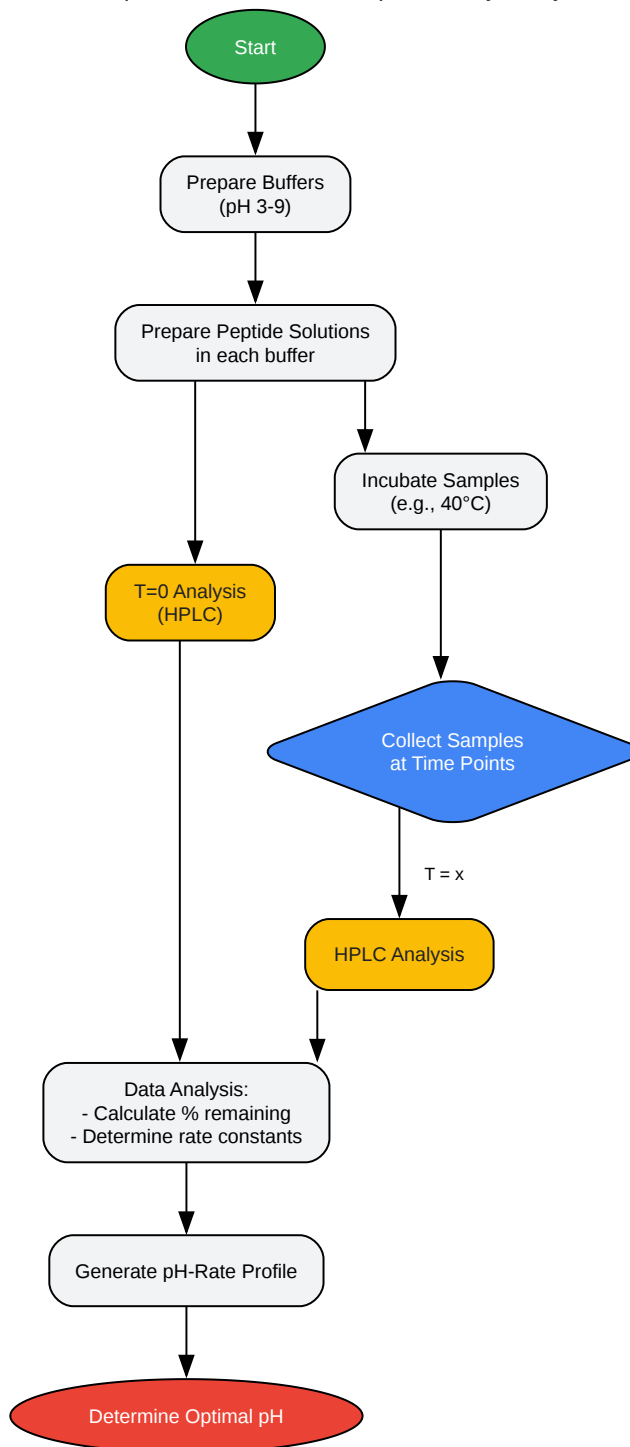 Start
Prepare Buffers
(pH 3-9)
Prepare Peptide Solutions
in each buffer
Incubate Samples
(e.g., 40°C)
T=0 Analysis
(HPLC)
Collect Samples
at Time Points
T = x
HPLC Analysis
Data Analysis:
- Calculate % remaining
- Determine rate constants
Generate pH-Rate Profile
Determine Optimal pH